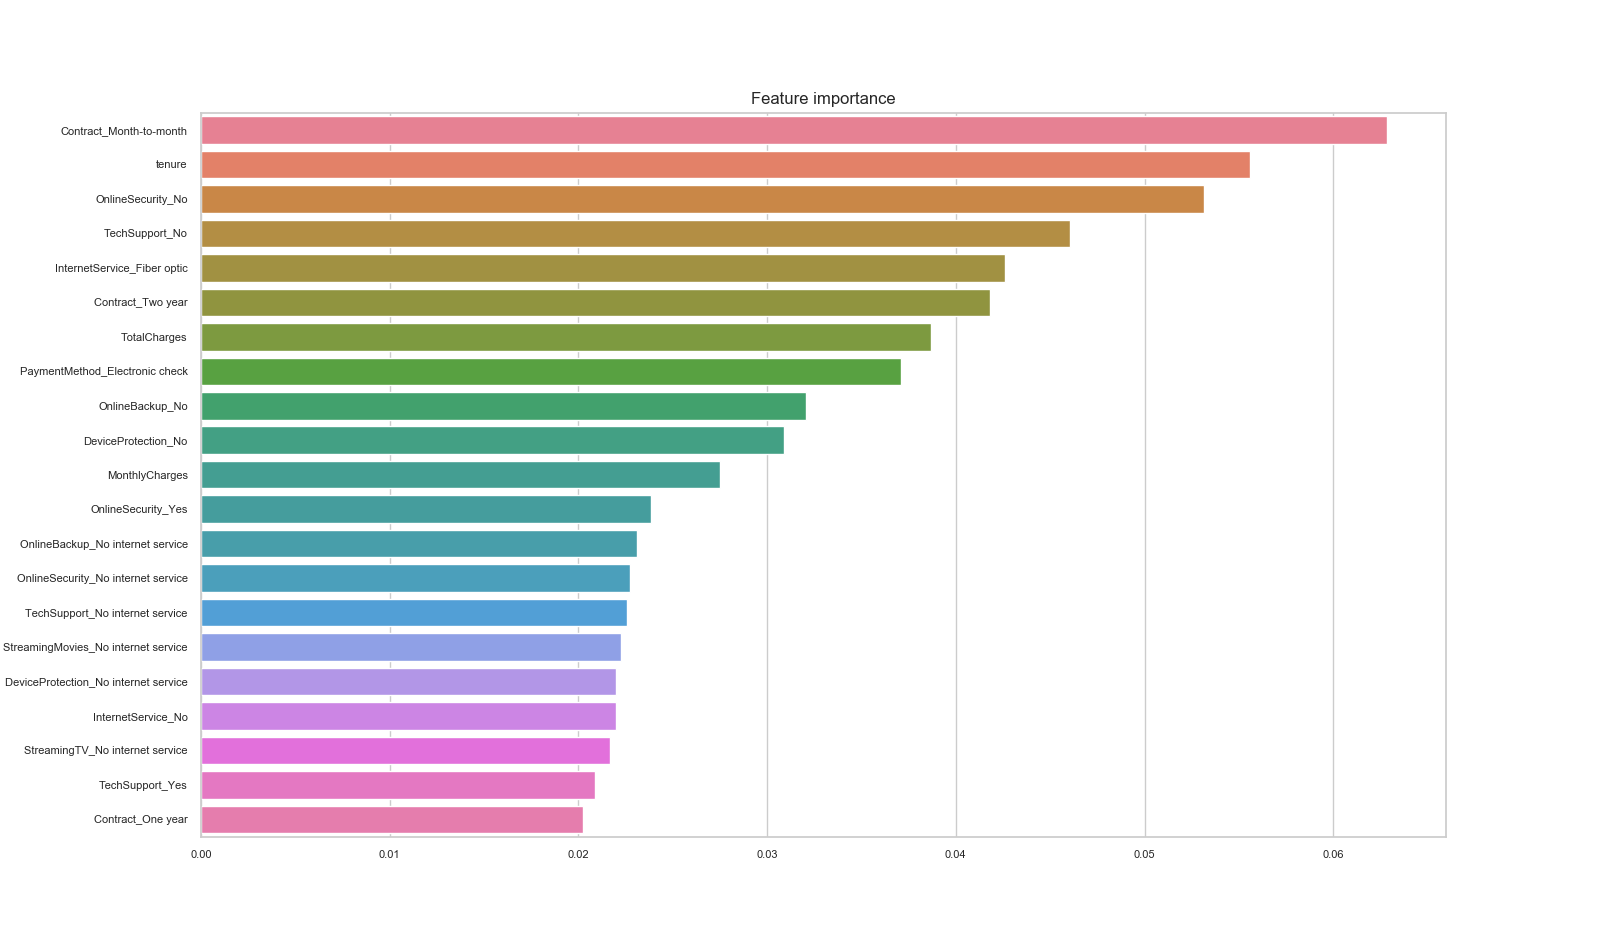 Feature importance
Contract_Month-to-month
tenure
OnlineSecurity_No
TechSupport_No
InternetService_Fiber optic
Contract_Two year
TotalCharges
PaymentMethod_Electronic check
OnlineBackup_No
DeviceProtection_No
MonthlyCharges
OnlineSecurity_Yes
OnlineBackup_No internet service
OnlineSecurity_No internet service
TechSupport_No internet service
StreamingMovies_No internet service
DeviceProtection_No internet service
InternetService_No
StreamingTV_No internet service
TechSupport_Yes
Contract_One year
0.00 0.01 0.02 0.03 0.04 0.05 0.06